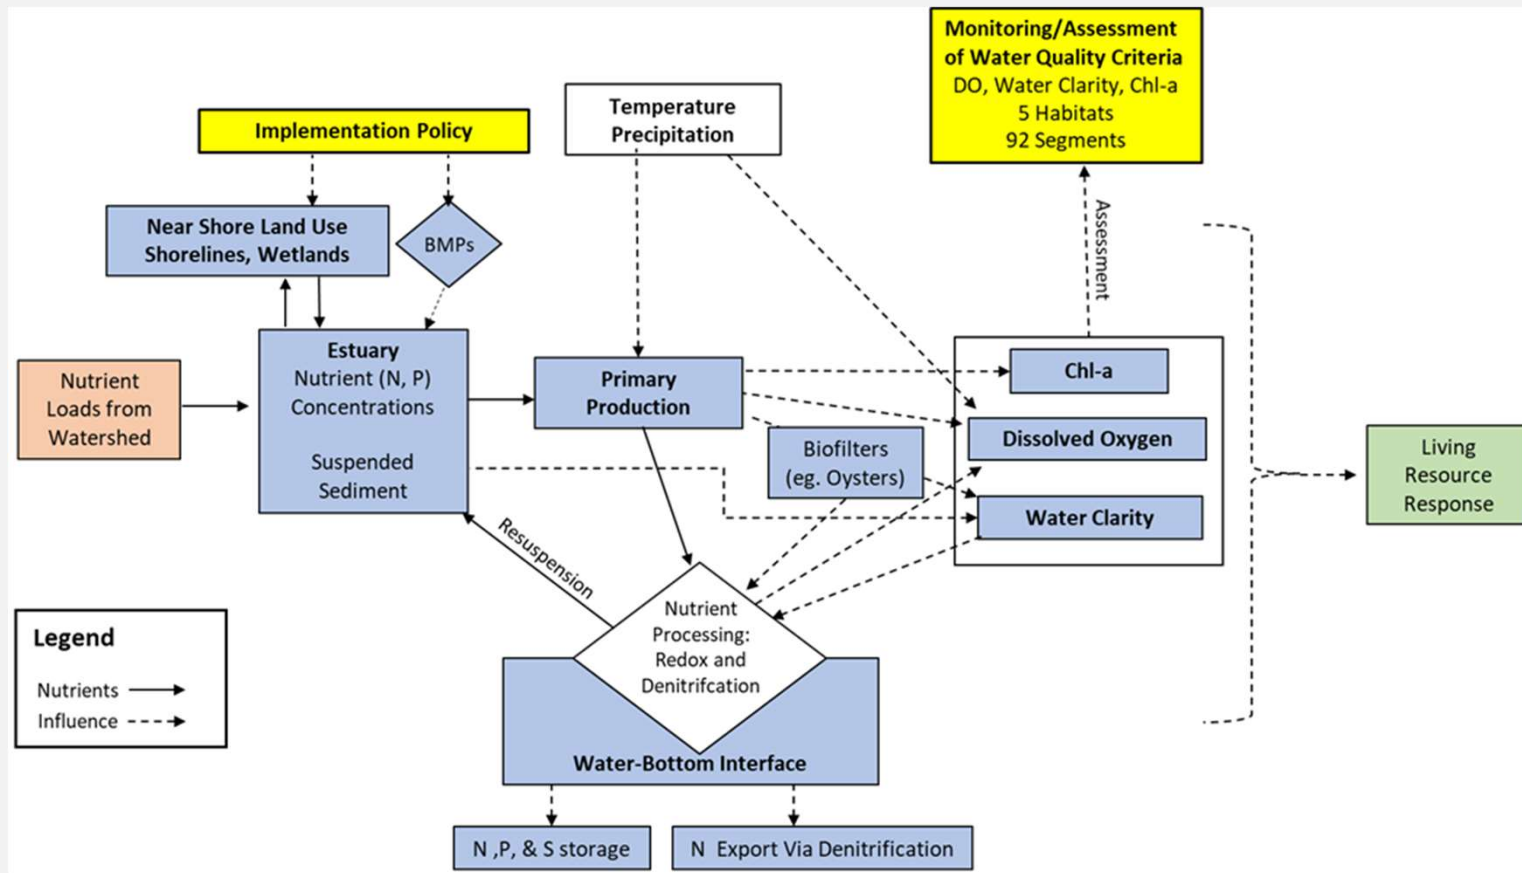 Monitoring/Assessment
of Water Quality Criteria
DO, Water Clarity, Chl-a
5 Habitats
92 Segments
Temperature
Precipitation
Implementation Policy
Near Shore Land Use
Shorelines, Wetlands
BMPs
Assessment
Nutrient
Loads from
Watershed
Estuary
Nutrient (N, P)
Concentrations
Suspended
Sediment
Primary
Production
Chl-a
Dissolved Oxygen
Water Clarity
Biofilters
(eg. Oysters)
Living
Resource
Response
Resuspension
Nutrient
Processing:
Redox and
Denitrifcation
Water-Bottom Interface
N ,P, & S storage
N Export Via Denitrification
Legend
Nutrients
Influence